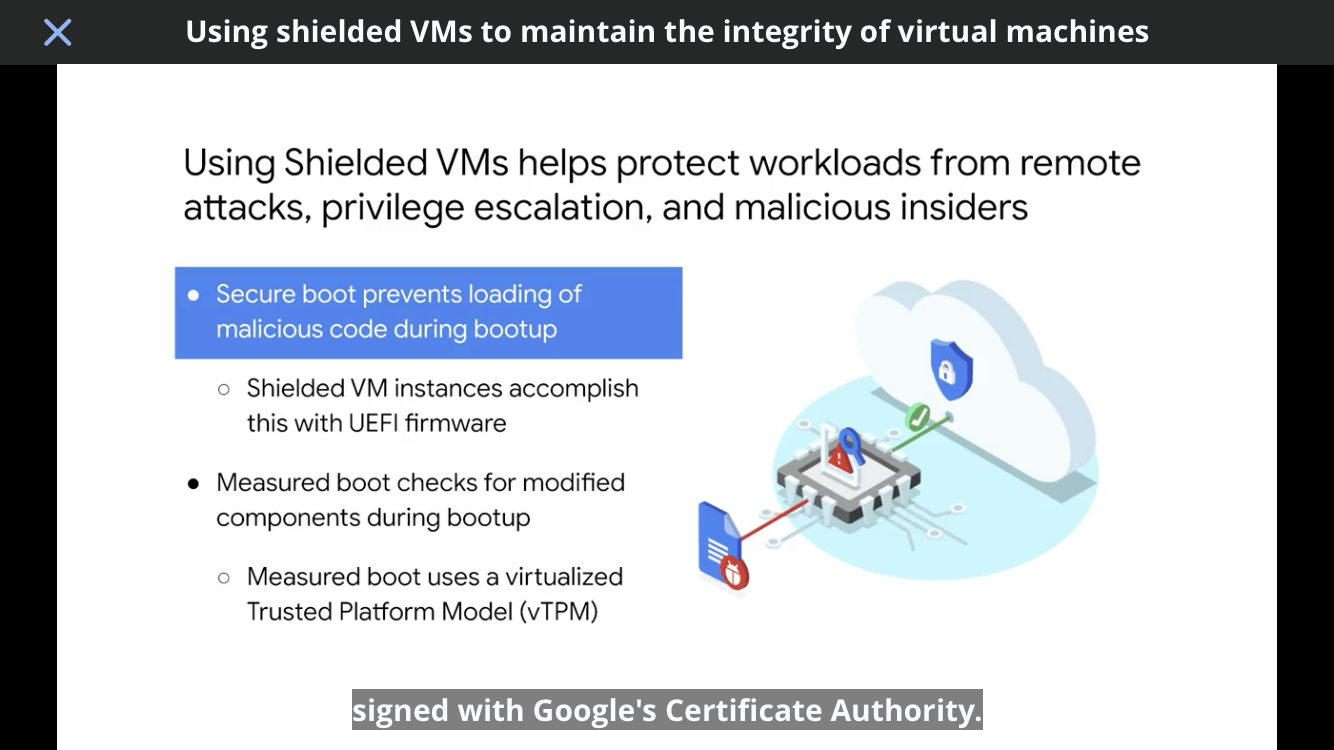 Using shielded VMs to maintain the integrity of virtual machines
Using Shielded VMs helps protect workloads from remote
attacks, privilege escalation, and malicious insiders
● Secure boot prevents loading of
malicious code during bootup
○ Shielded VM instances accomplish
this with UEFI firmware
● Measured boot checks for modified
components during bootup
○ Measured boot uses a virtualized
Trusted Platform Model (vTPM)
signed with Google's Certificate Authority.